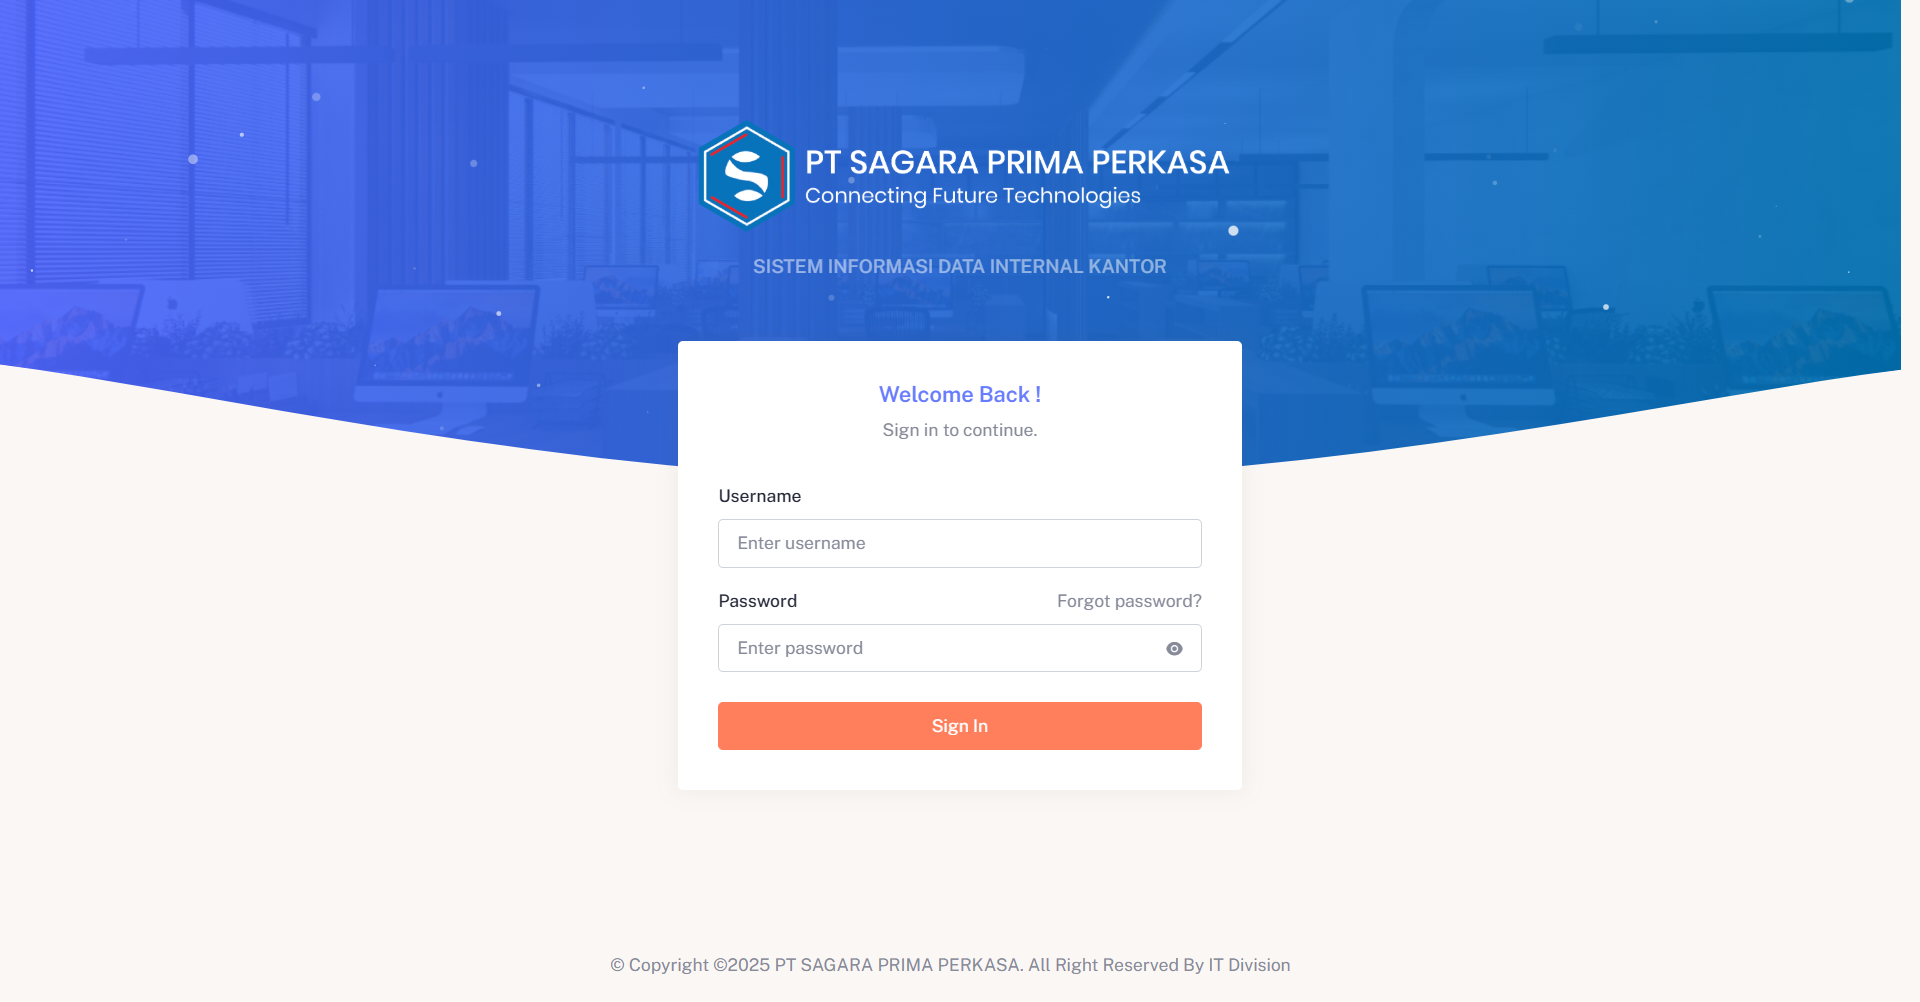 PT SAGARA PRIMA PERKASA
Connecting Future Technologies
SISTEM INFORMASI DATA INTERNAL KANTOR
Welcome Back !
Sign in to continue.
Username
Enter username
Password Forgot password?
Enter password
Sign In
© Copyright ©2025 PT SAGARA PRIMA PERKASA. All Right Reserved By IT Division